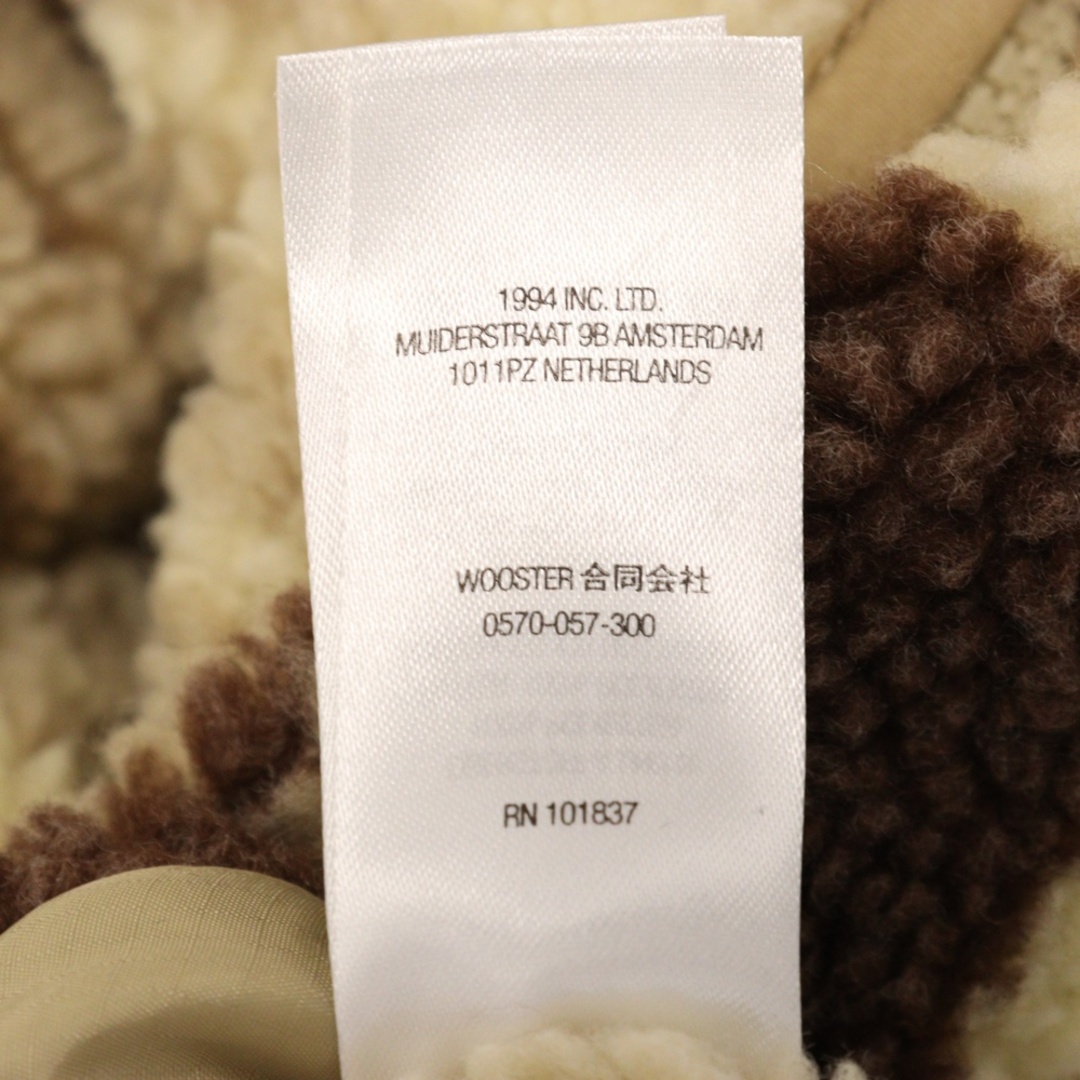 1994 INC. LTD.
MUIDERSTRAAT 9B AMSTERDAM
1011PZ NETHERLANDS
WOOSTER 合同会社
0570-057-300
RN 101837